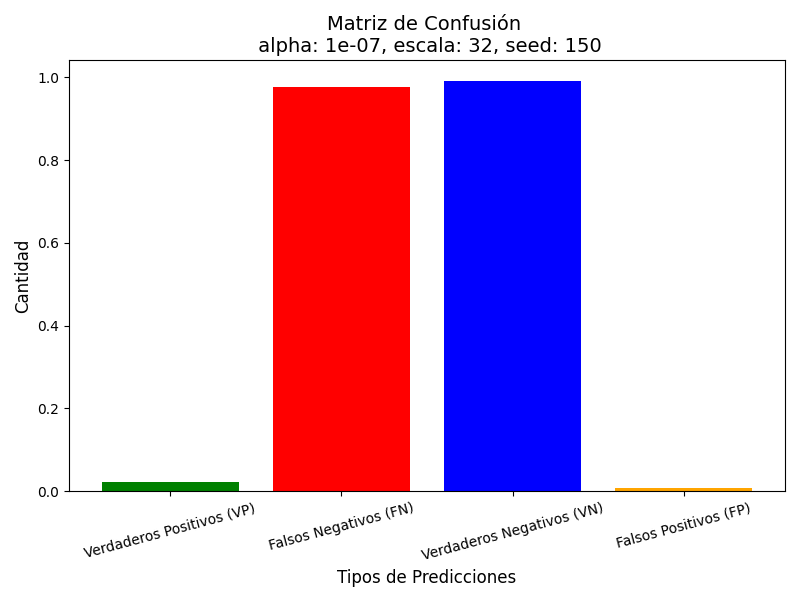 Matriz de Confusión
alpha: 1e-07, escala: 32, seed: 150
Cantidad
1.0
0.8
0.6
0.4
0.2
0.0
Verdaderos Positivos (VP)
Falsos Negativos (FN)
Verdaderos Negativos (VN)
Falsos Positivos (FP)
Tipos de Predicciones